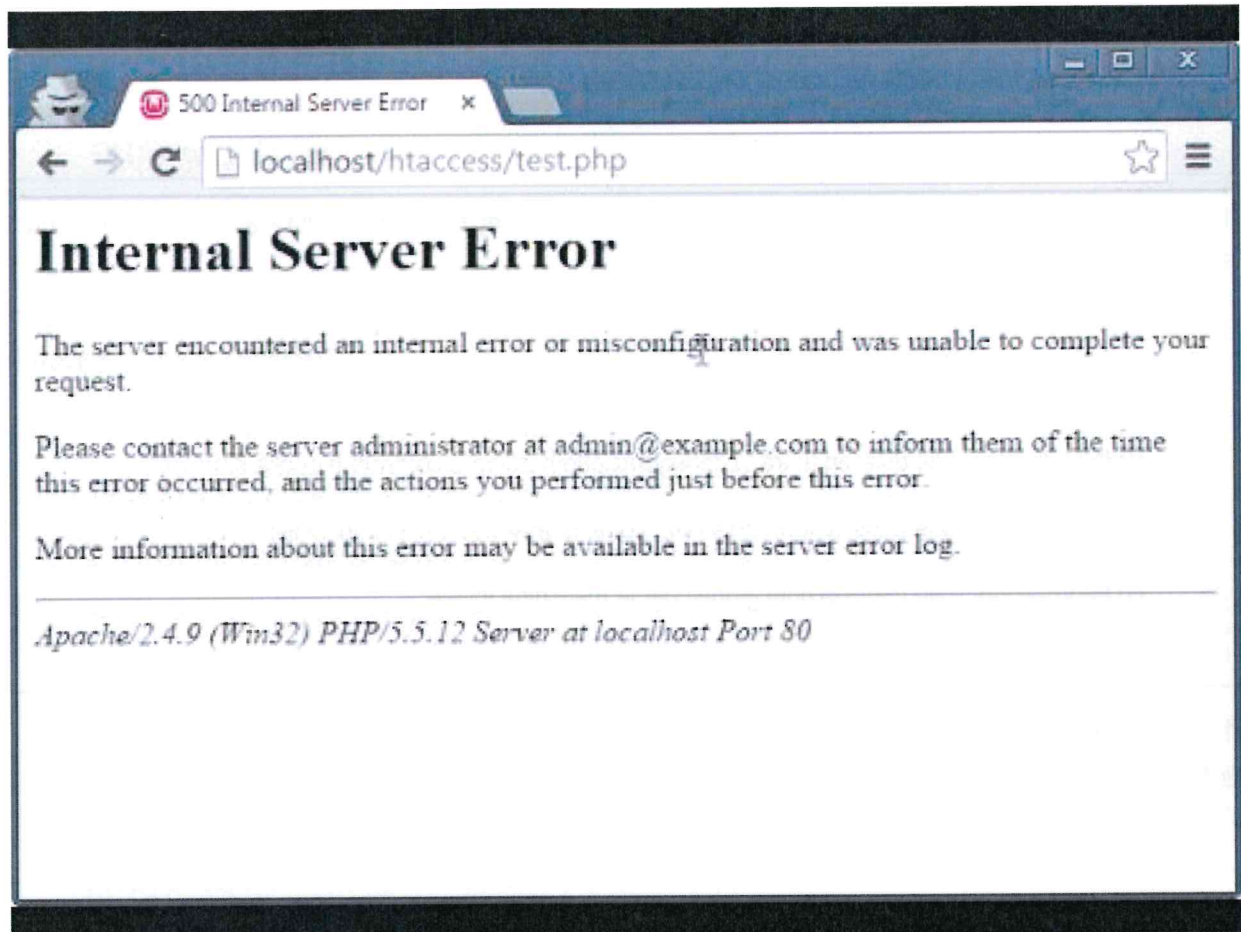 500 Internal Server Error
localhost/htaccess/test.php
Internal Server Error
The server encountered an internal error or misconfiguration and was unable to complete your
request.
Please contact the server administrator at admin@example.com to inform them of the time
this error occurred, and the actions you performed just before this error.
More information about this error may be available in the server error log.
Apache/2.4.9 (Win32) PHP/5.5.12 Server at localhost Port 80